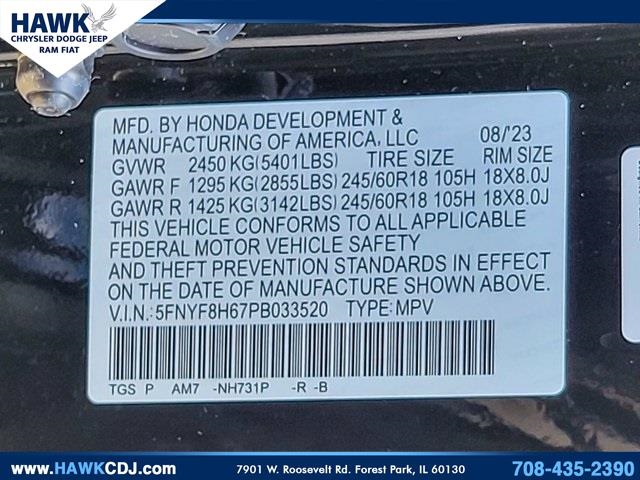 HAWK
CHRYSLER DODGE JEEP
RAM FIAT
MFD. BY HONDA DEVELOPMENT &
MANUFACTURING OF AMERICA, LLC 08/'23
GVWR 2450 KG(5401LBS) TIRE SIZE RIM SIZE
GAWR F 1295 KG(2855LBS) 245/60R18 105H 18X8.0J
GAWR R 1425 KG(3142LBS) 245/60R18 105H 18X8.0J
THIS VEHICLE CONFORMS TO ALL APPLICABLE
FEDERAL MOTOR VEHICLE SAFETY
AND THEFT PREVENTION STANDARDS IN EFFECT
ON THE DATE OF MANUFACTURE SHOWN ABOVE.
V.I.N.:5FNYF8H67PB033520 TYPE:MPV
TGS P AM7 -NH731P -R -B
www.HAWKCDJ.com 7901 W. Roosevelt Rd. Forest Park, IL 60130 708-435-2390